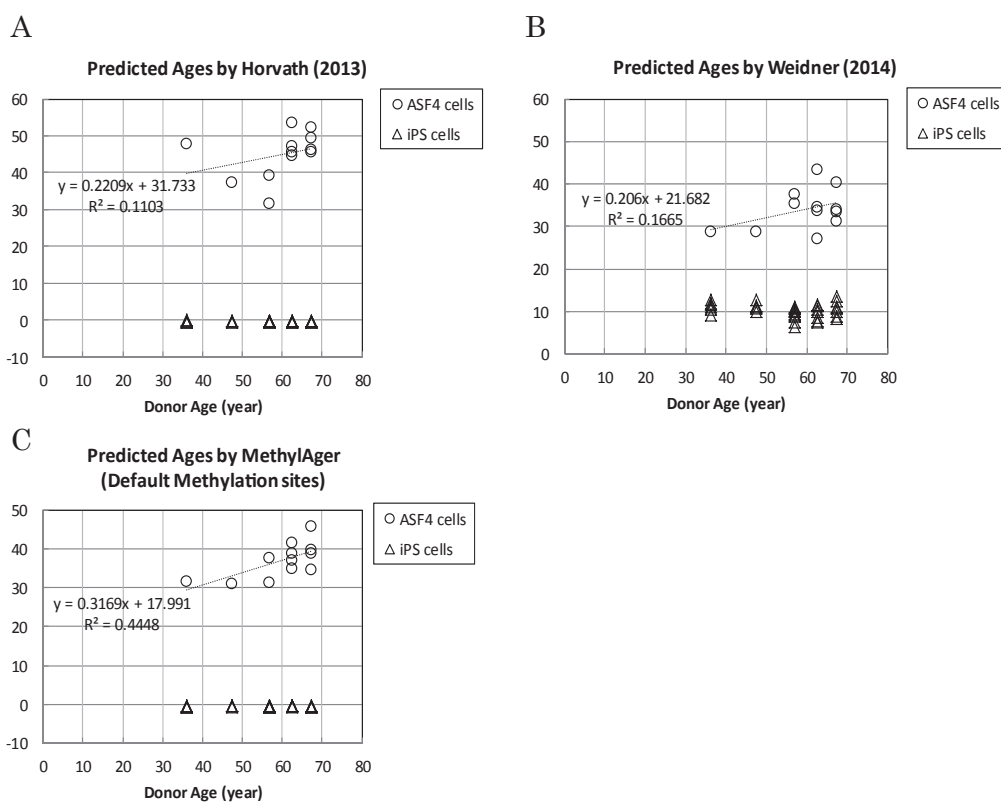 A
Predicted Ages by Horvath (2013)
○ ASF4 cells
△ iPS cells
60
50
40
30
20
10
0
-10
y = 0.2209x + 31.733
R² = 0.1103
0 10 20 30 40 50 60 70 80
Donor Age (year)
B
Predicted Ages by Weidner (2014)
○ ASF4 cells
△ iPS cells
60
50
40
30
20
10
0
y = 0.206x + 21.682
R² = 0.1665
0 10 20 30 40 50 60 70 80
Donor Age (year)
C
Predicted Ages by MethylAger
(Default Methylation sites)
○ ASF4 cells
△ iPS cells
50
40
30
20
10
0
-10
y = 0.3169x + 17.991
R² = 0.4448
0 10 20 30 40 50 60 70 80
Donor Age (year)